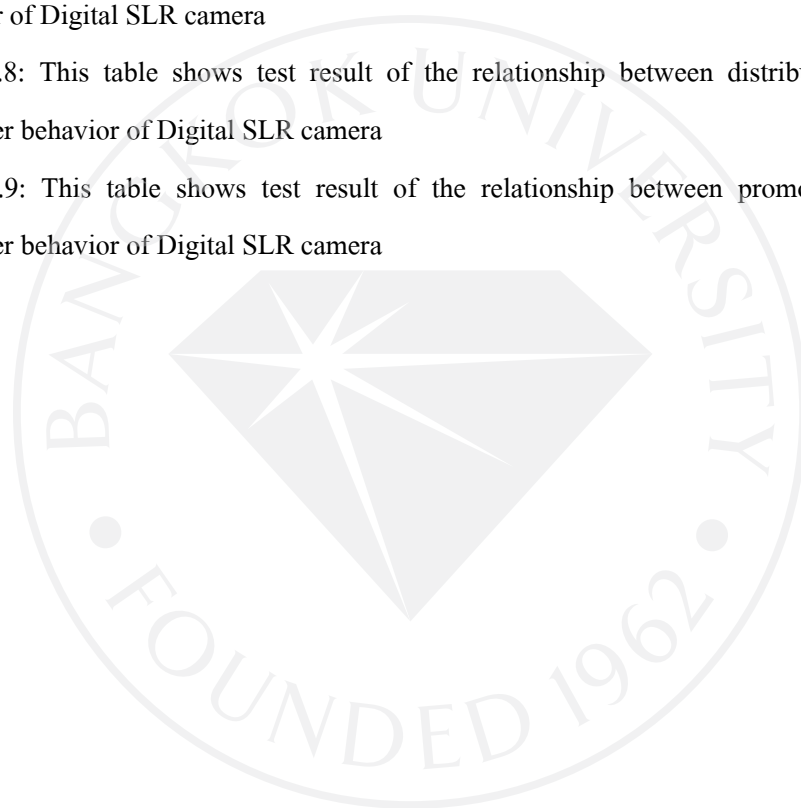 r of Digital SLR camera
.8: This table shows test result of the relationship between distrib
er behavior of Digital SLR camera
.9: This table shows test result of the relationship between prom
er behavior of Digital SLR camera
BANGKOK UNIVERSITY
FOUNDED 1962